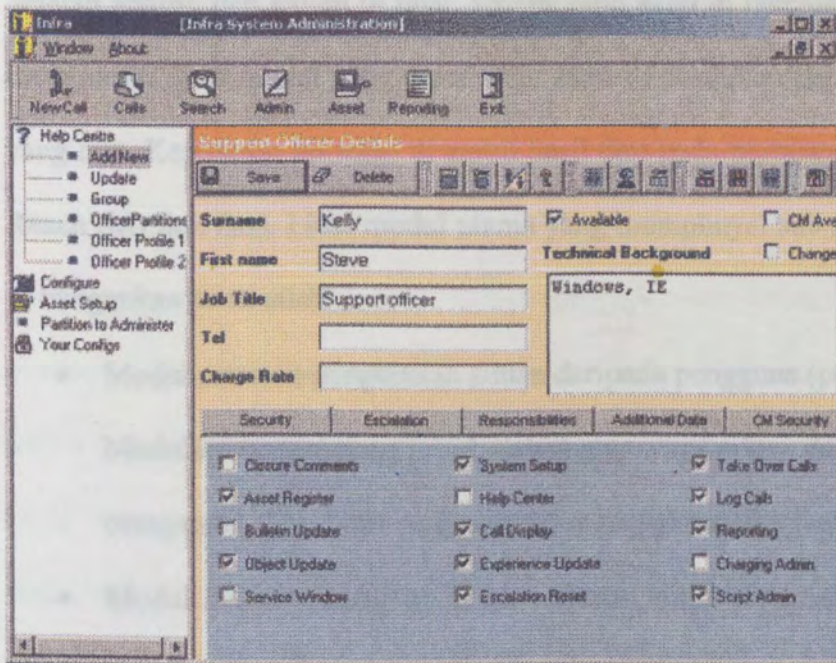 Infra [Infra System Administration]
Window About
NewCall Calls Search Admin Asset Reporting Exit
? Help Centre
Add New
Update
Group
OfficerPartitions
Officer Profile 1
Officer Profile 2
Configure
Asset Setup
Partition to Administer
Your Configs
Support Officer Details
Save Delete
Surname Kelly Available CM Ava
First name Steve Technical Background Change
Job Title Support officer Windows, IE
Tel
Charge Rate
Security Escalation Responsibilities Additional Data CM Security
Closure Comments System Setup Take Over Calls
Asset Register Help Center Log Calls
Bulletin Update Call Display Reporting
Object Update Experience Update Charging Admin
Service Window Escalation Reset Script Admin